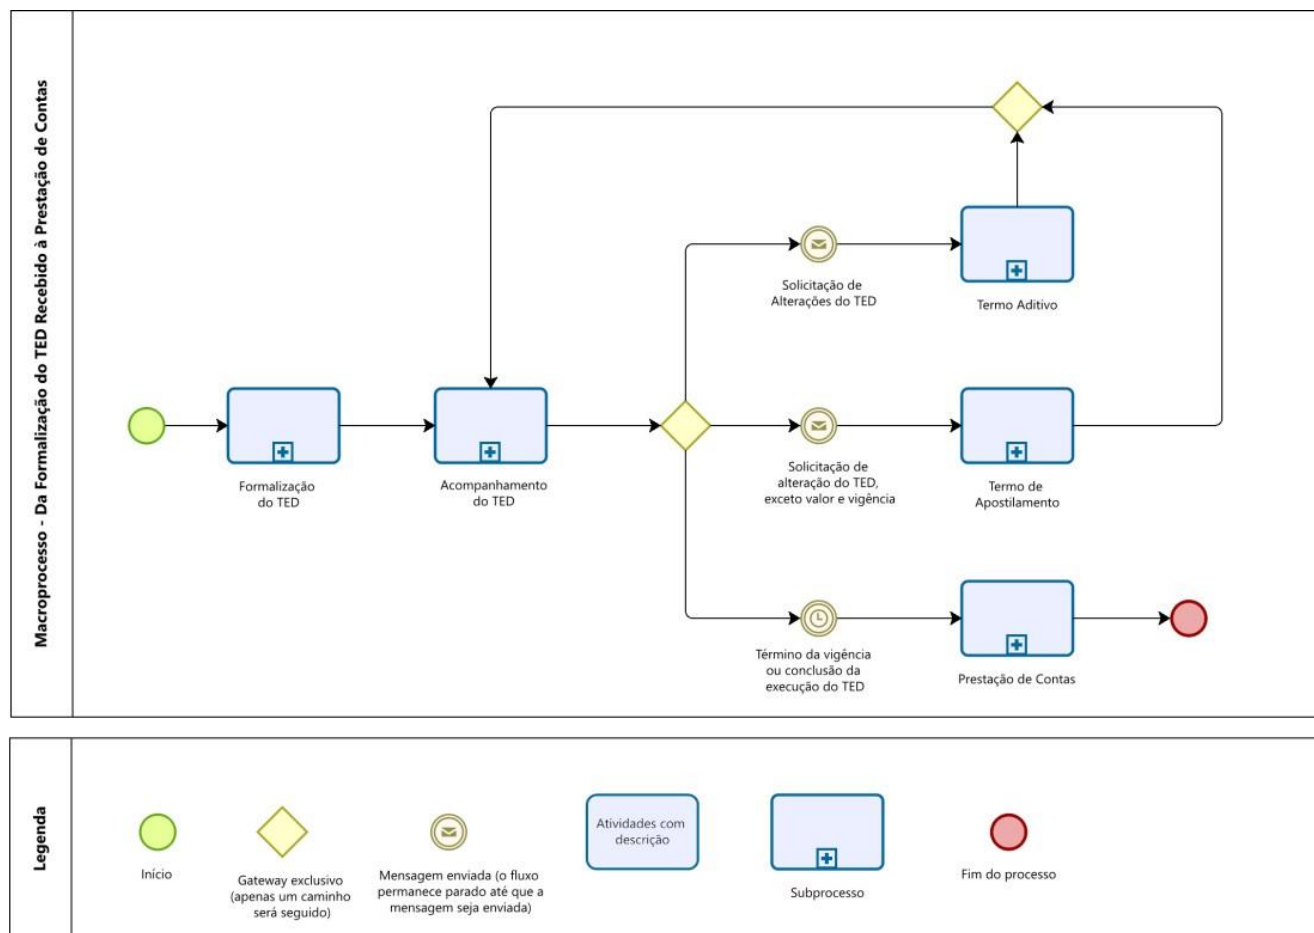 Macroprocesso - Da Formalização do TED Recebido à Prestação de Contas
Solicitação de
Alterações do TED
Termo Aditivo
Formalização
do TED
Acompanhamento
do TED
Solicitação de
alteração do TED,
exceto valor e vigência
Termo de
Apostilamento
Término da vigência
ou conclusão da
execução do TED
Prestação de Contas
Legenda
Início
Gateway exclusivo
(apenas um caminho
será seguido)
Mensagem enviada (o fluxo
permanece parado até que a
mensagem seja enviada)
Atividades com
descrição
Subprocesso
Fim do processo